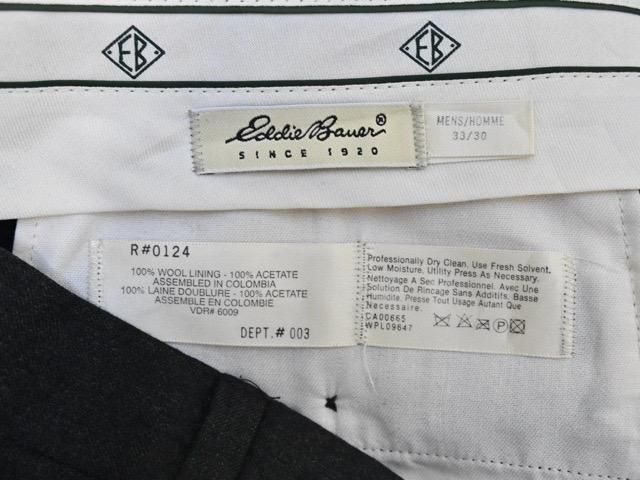 EB
EB
Eddie Bauer®
SINCE 1920
MENS/HOMME
33/30
R#0124
100% WOOL LINING - 100% ACETATE
ASSEMBLED IN COLOMBIA
100% LAINE DOUBLURE - 100% ACETATE
ASSEMBLE EN COLOMBIE
VDR# 6009
DEPT.# 003
Professionally Dry Clean. Use Fresh Solvent.
Low Moisture. Utility Press As Necessary.
Nettoyage A Sec Professionnel. Avec Une
Solution De Rincage Sans Additifs. Basse
Humidite. Presse Tout Usage Autant Que
Necessaire.
CA00865
WPL09647
P